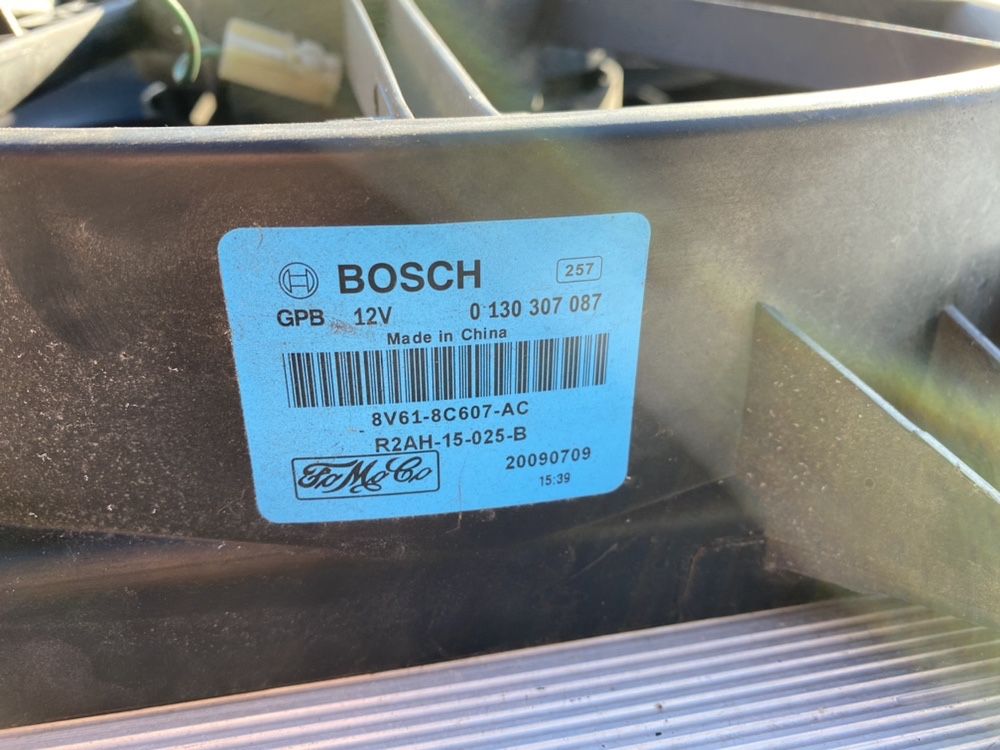 BOSCH 257
GPB 12V 0 130 307 087
Made in China
8V61-8C607-AC
R2AH-15-025-B
FoMoCo 20090709
15:39